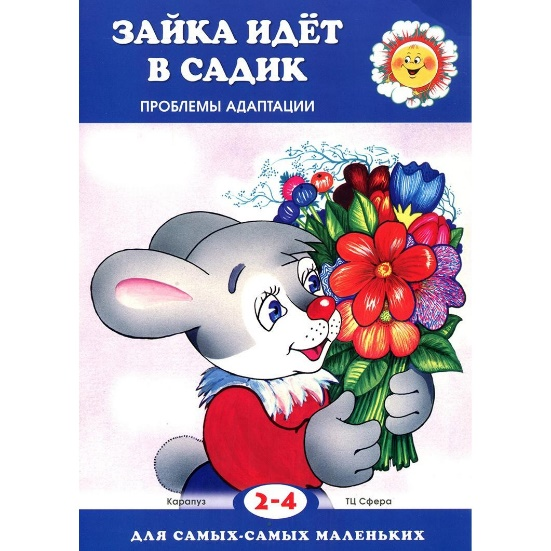 ЗАЙКА ИДЁТ
В САДИК
ПРОБЛЕМЫ АДАПТАЦИИ
Карапуз
2-4
ТЦ Сфера
ДЛЯ САМЫХ-САМЫХ МАЛЕНЬКИХ